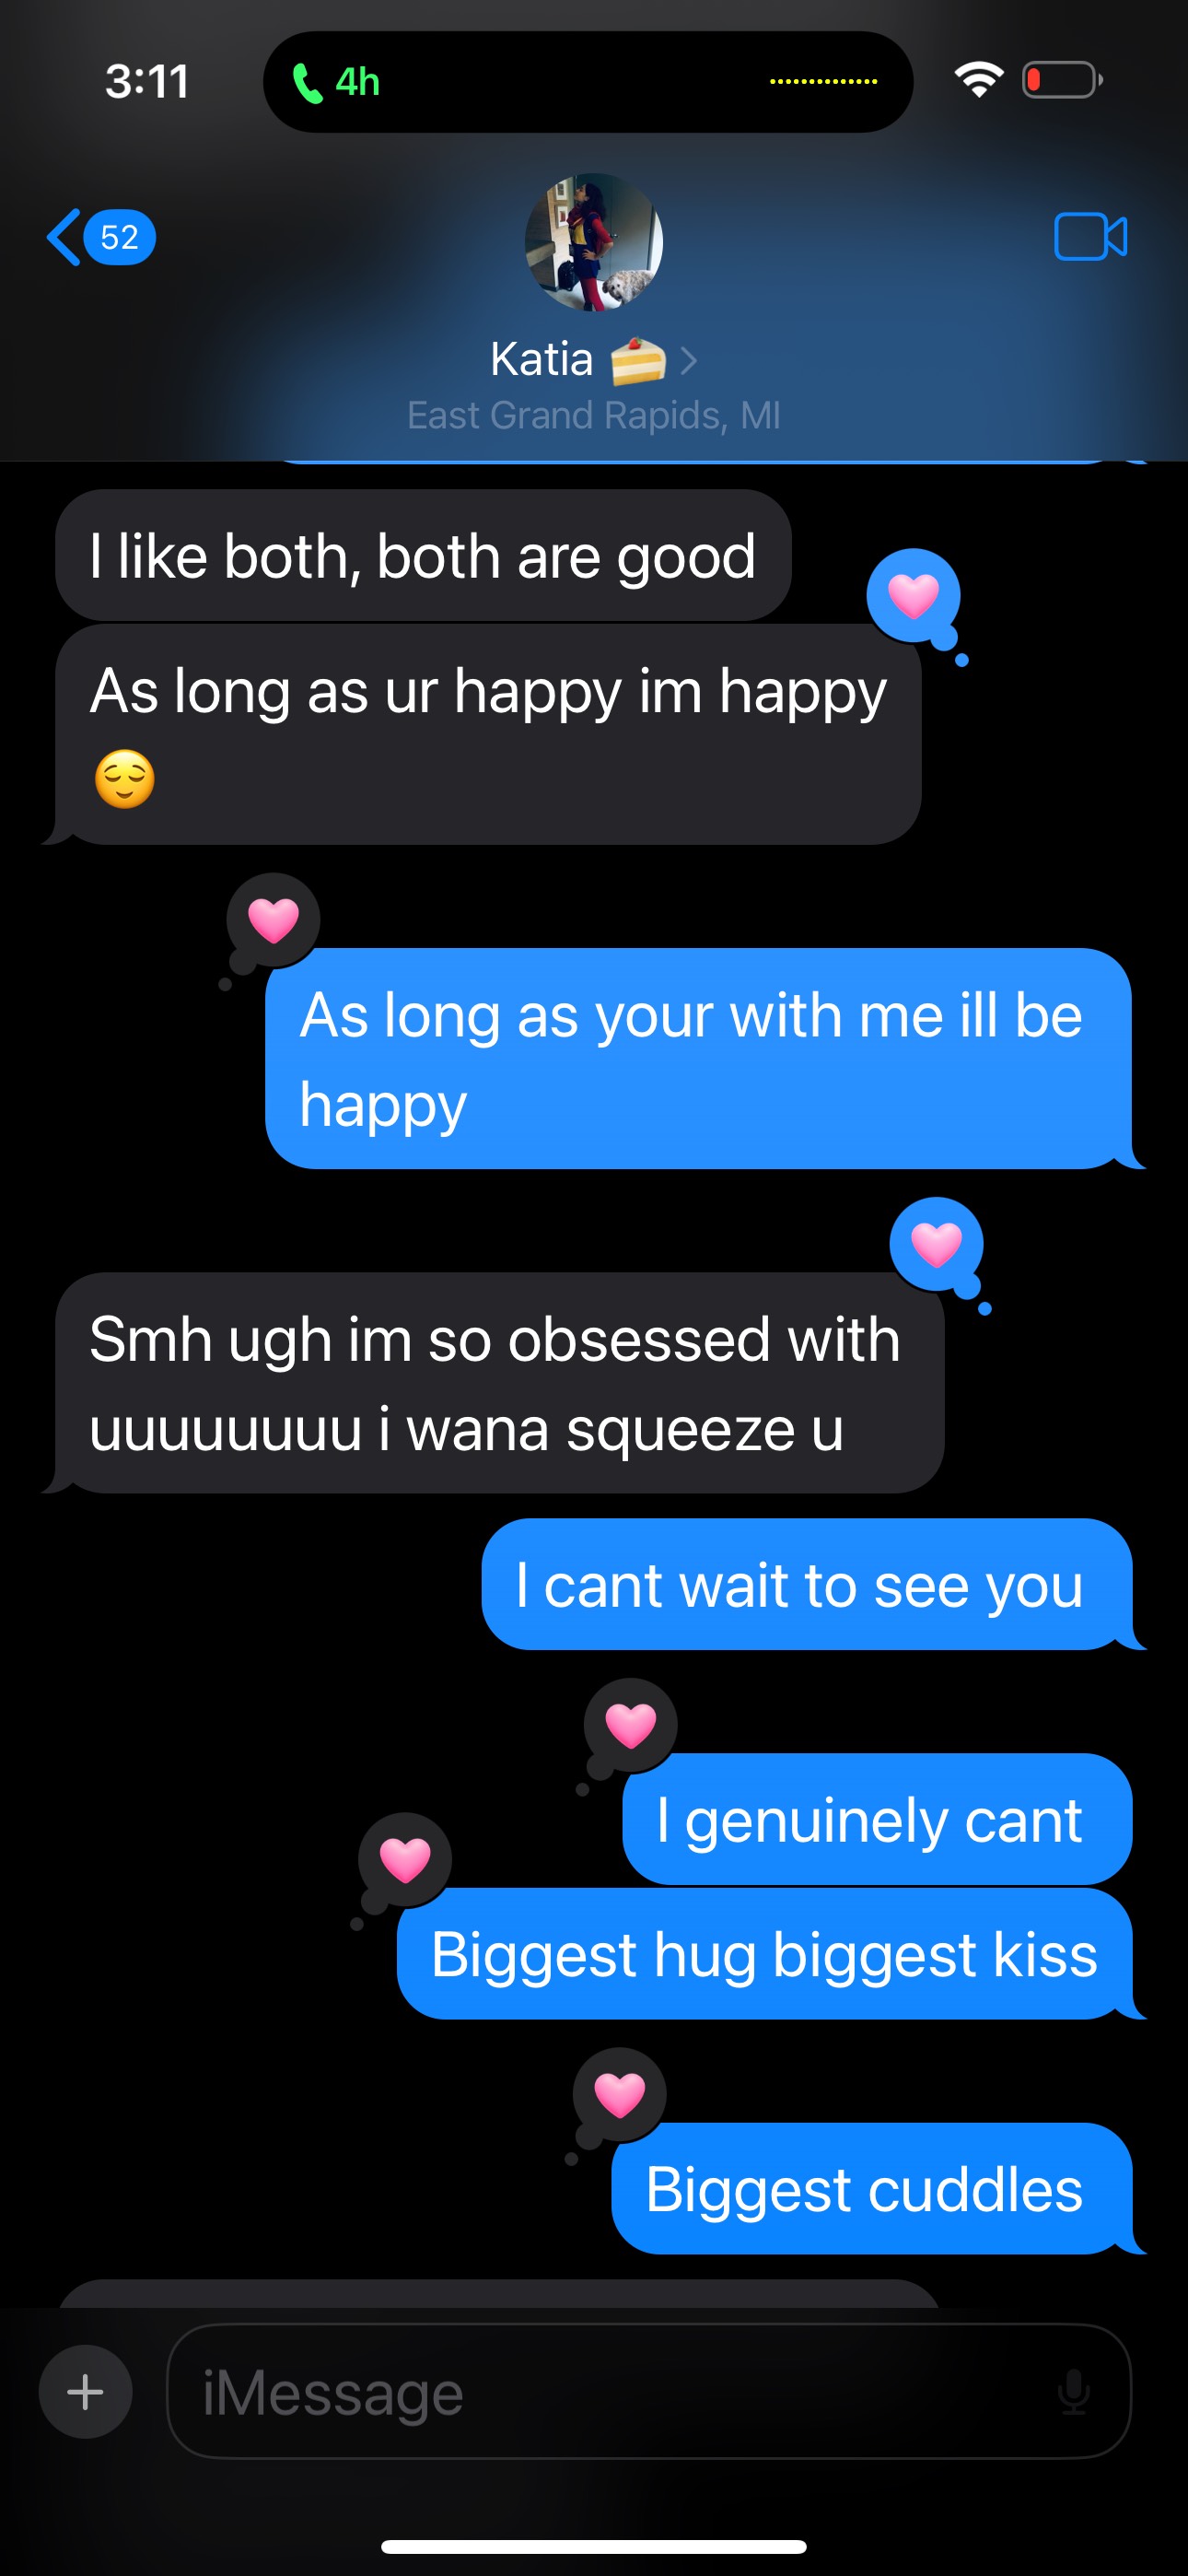 3:11
4h
52
Katia
East Grand Rapids, MI
I like both, both are good
As long as ur happy im happy
😌
As long as your with me ill be
happy
Smh ugh im so obsessed with
uuuuuuuu i wana squeeze u
I cant wait to see you
I genuinely cant
Biggest hug biggest kiss
Biggest cuddles
iMessage